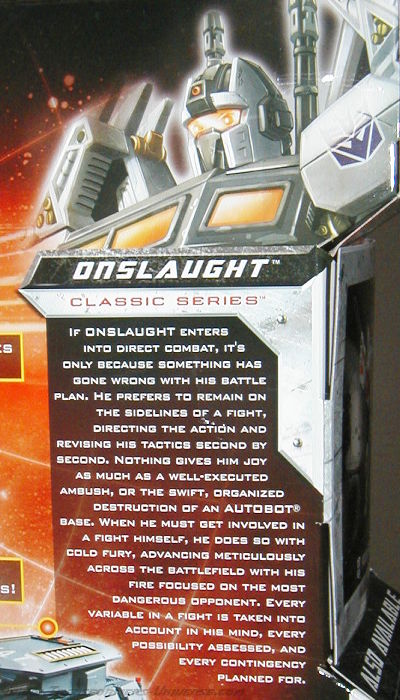 ONSLAUGHT™
CLASSIC SERIES™
IF ONSLAUGHT ENTERS
INTO DIRECT COMBAT, IT'S
ONLY BECAUSE SOMETHING HAS
GONE WRONG WITH HIS BATTLE
PLAN. HE PREFERS TO REMAIN ON
THE SIDELINES OF A FIGHT,
DIRECTING THE ACTION AND
REVISING HIS TACTICS SECOND BY
SECOND. NOTHING GIVES HIM JOY
AS MUCH AS A WELL-EXECUTED
AMBUSH, OR THE SWIFT, ORGANIZED
DESTRUCTION OF AN AUTOBOT®
BASE. WHEN HE MUST GET INVOLVED IN
A FIGHT HIMSELF, HE DOES SO WITH
COLD FURY, ADVANCING METICULOUSLY
ACROSS THE BATTLEFIELD WITH HIS
FIRE FOCUSED ON THE MOST
DANGEROUS OPPONENT. EVERY
VARIABLE IN A FIGHT IS TAKEN INTO
ACCOUNT IN HIS MIND, EVERY
POSSIBILITY ASSESSED, AND
EVERY CONTINGENCY
PLANNED FOR.
ALSO AVAILABLE